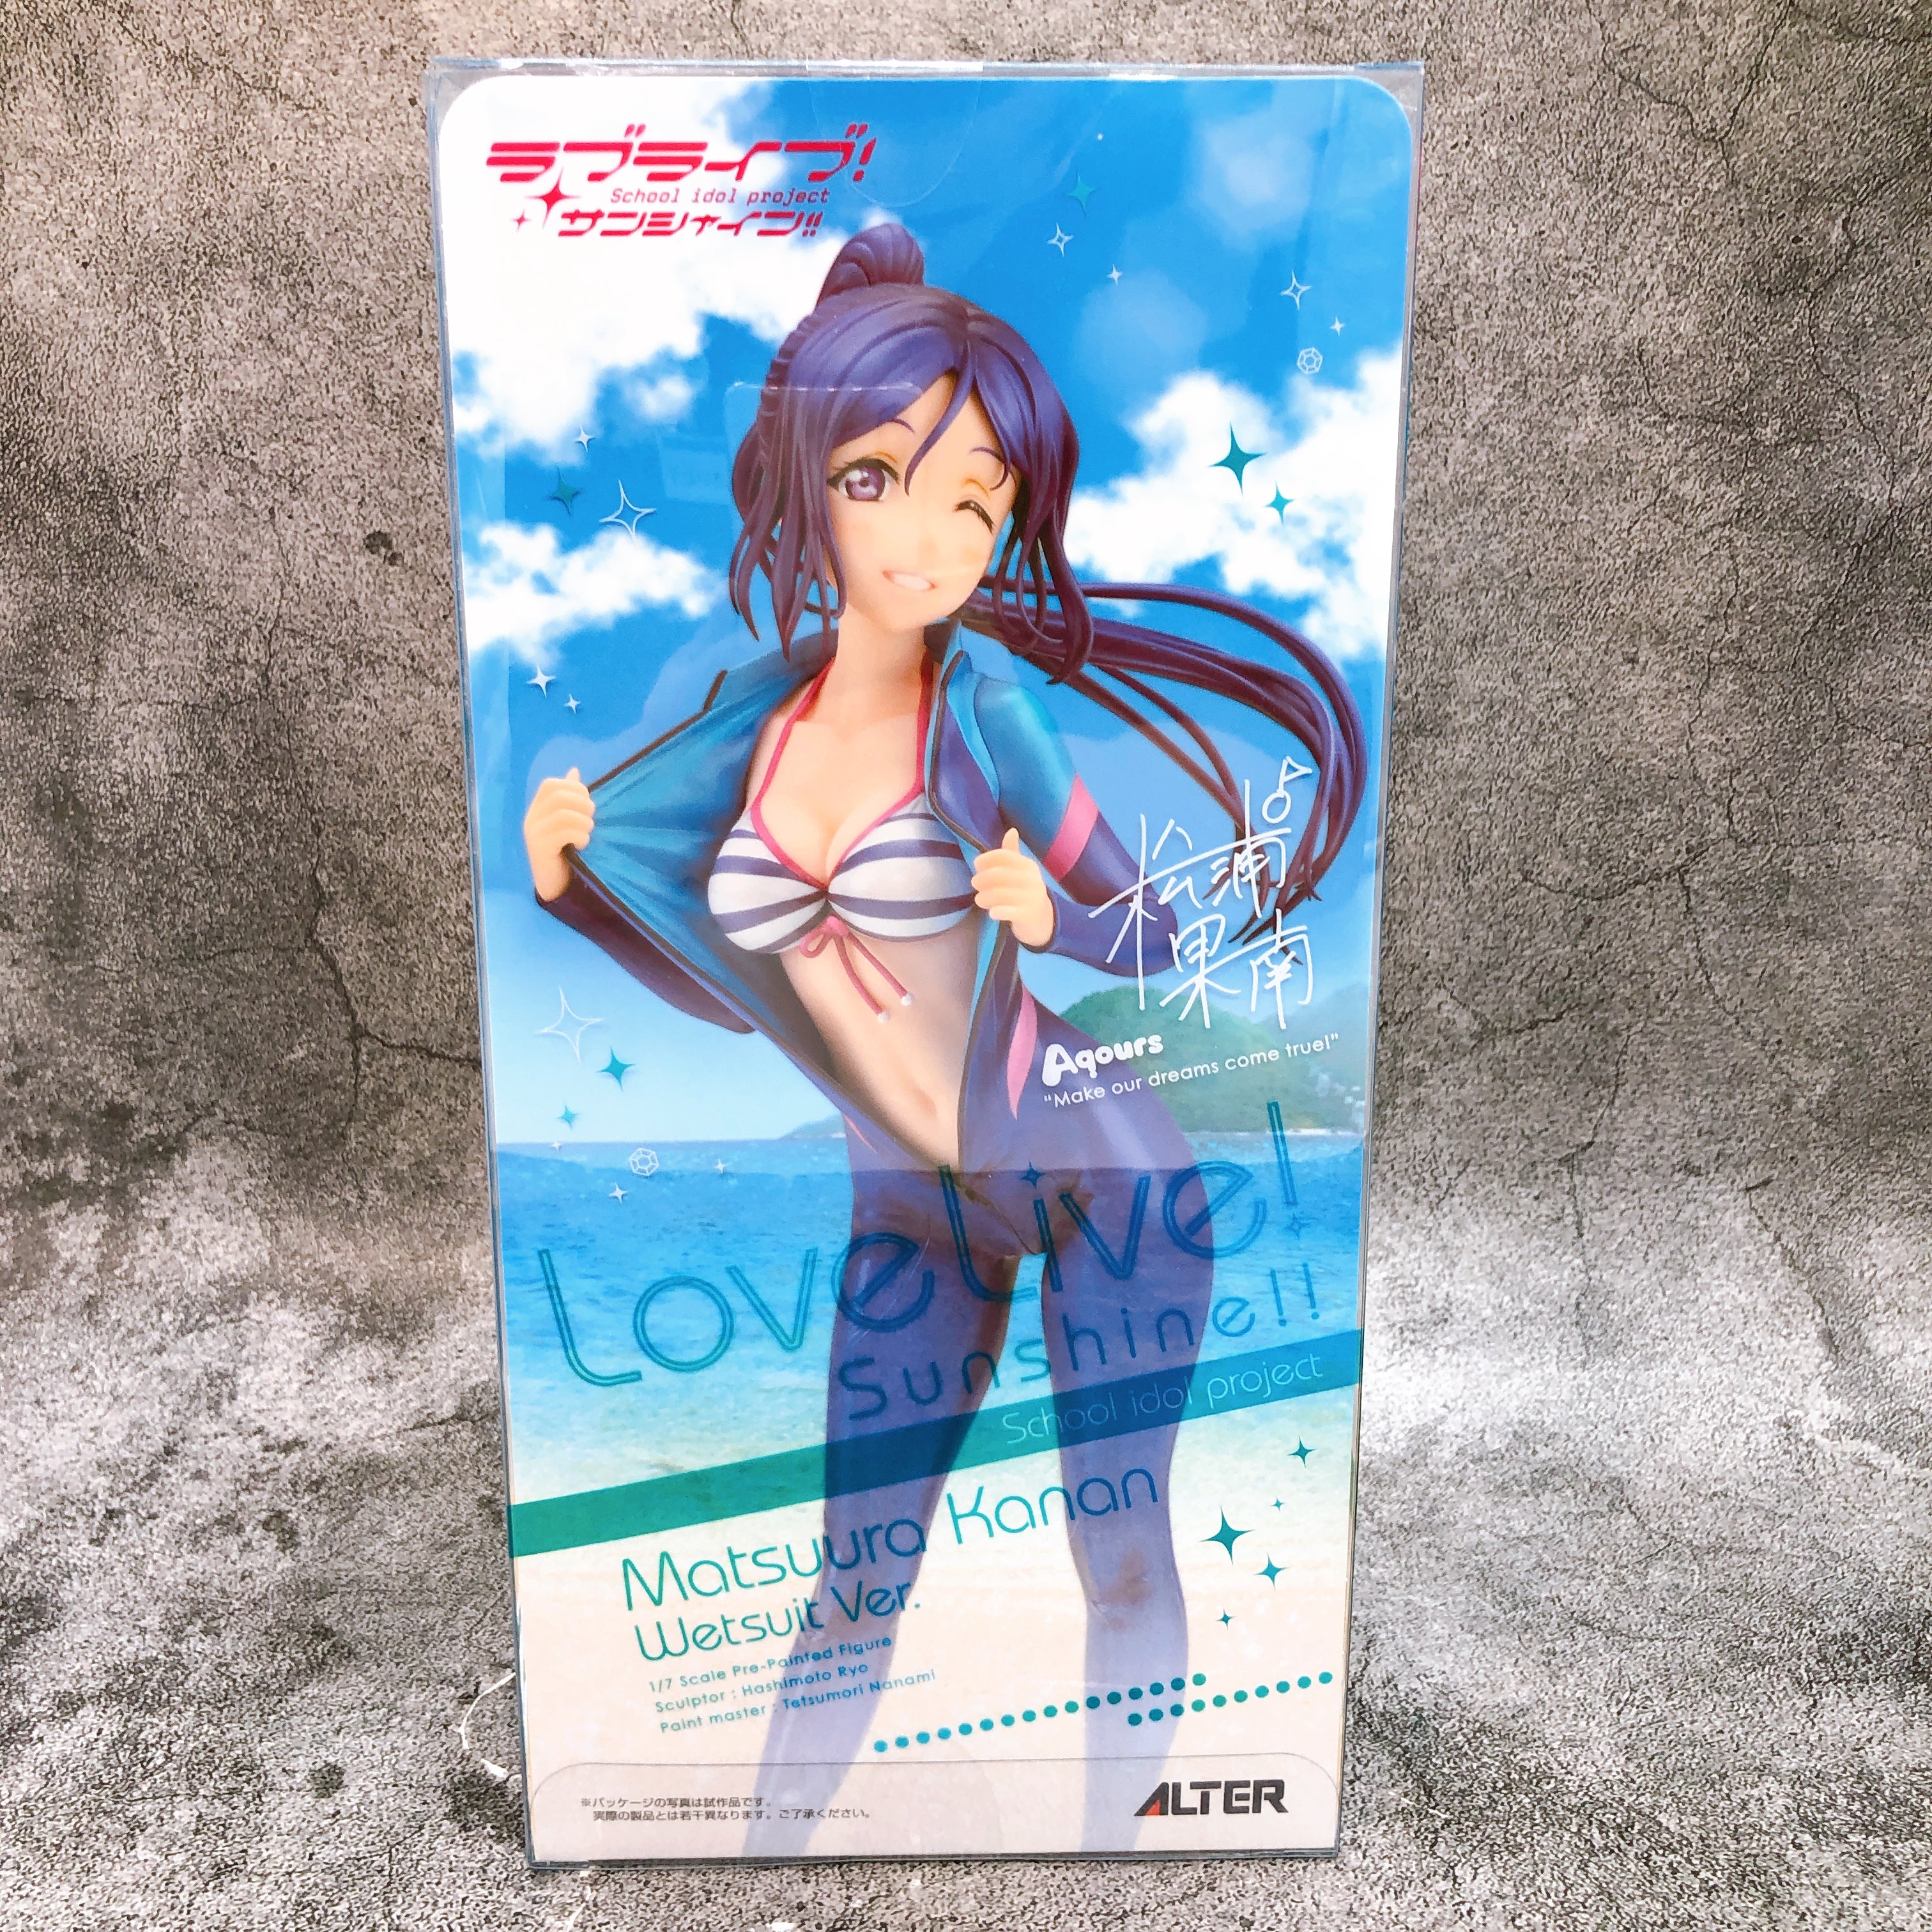 ラブライブ!
School idol project
サンシャイン!!
松浦
果南
Aqours
"Make our dreams come true!"
LoveLive!
Sunshine!!
School idol project
Matsuura Kanan
Wetsuit Ver.
1/7 Scale Pre-Painted Figure
Sculptor : Hashimoto Ryo
Paint master : Tetsumori Nanami
※パッケージの写真は試作品です。
実際の製品とは若干異なります。ご了承ください。
ALTER